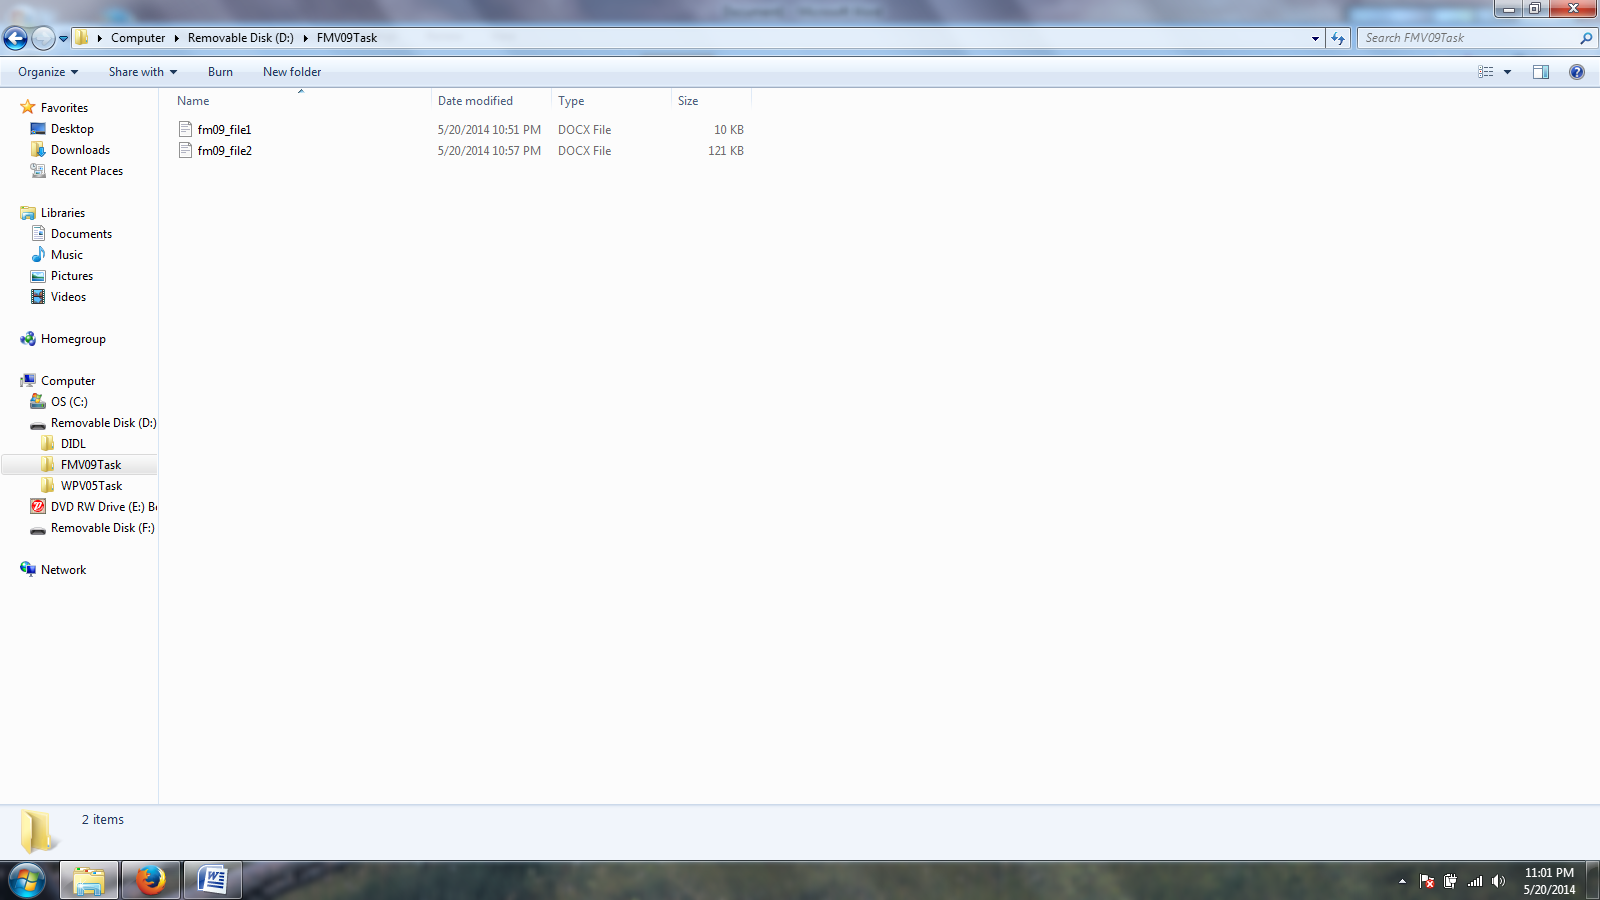 Computer Removable Disk (D:) FMV09Task
Search FMV09Task
Organize Share with Burn New folder
Favorites
Desktop
Downloads
Recent Places
Libraries
Documents
Music
Pictures
Videos
Homegroup
Computer
OS (C:)
Removable Disk (D:)
DIDL
FMV09Task
WPV05Task
DVD RW Drive (E:) B
Removable Disk (F:)
Network
Name Date modified Type Size
fm09_file1 5/20/2014 10:51 PM DOCX File 10 KB
fm09_file2 5/20/2014 10:57 PM DOCX File 121 KB
2 items
11:01 PM
5/20/2014